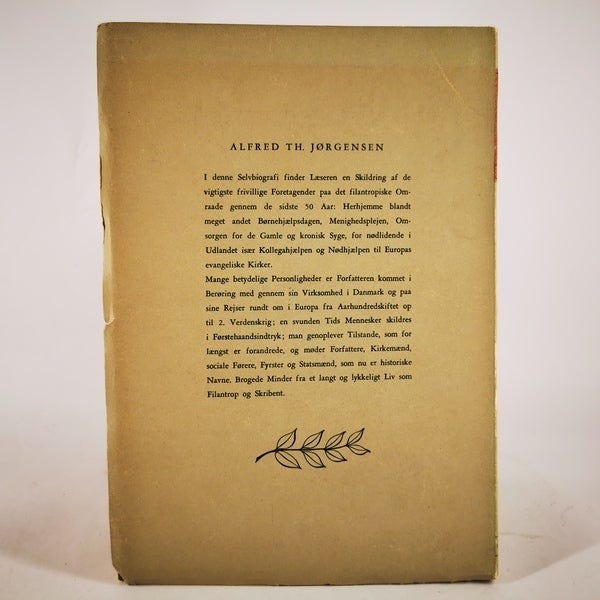 ALFRED TH. JØRGENSEN
I denne Selvbiografi finder Læseren en Skildring af de
vigtigste frivillige Foretagender paa det filantropiske Om-
raade gennem de sidste 50 Aar: Herhjemme blandt
meget andet Børnehjælpsdagen, Menighedsplejen, Om-
sorgen for de Gamle og kronisk Syge, for nødlidende i
Udlandet især Kollegahjælpen og Nødhjælpen til Europas
evangeliske Kirker.
Mange betydelige Personligheder er Forfatteren kommet i
Berøring med gennem sin Virksomhed i Danmark og paa
sine Rejser rundt om i Europa fra Aarhundredskiftet op
til 2. Verdenskrig; en svunden Tids Mennesker skildres
i Førstehaandsindtryk; man genoplever Tilstande, som for
længst er forandrede, og møder Forfattere, Kirkemænd,
sociale Førere, Fyrster og Statsmænd, som nu er historiske
Navne. Brogede Minder fra et langt og lykkeligt Liv som
Filantrop og Skribent.